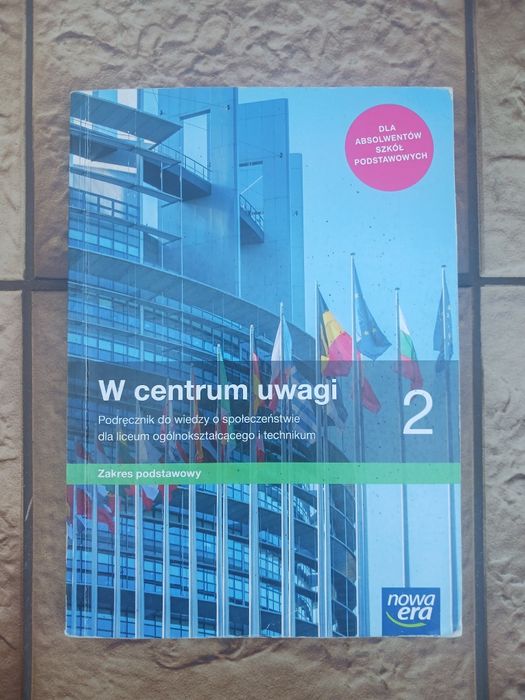 DLA
ABSOLWENTÓW
SZKÓŁ
PODSTAWOWYCH
W centrum uwagi
2
Podręcznik do wiedzy o społeczeństwie
dla liceum ogólnokształcącego i technikum
Zakres podstawowy
nowa
era